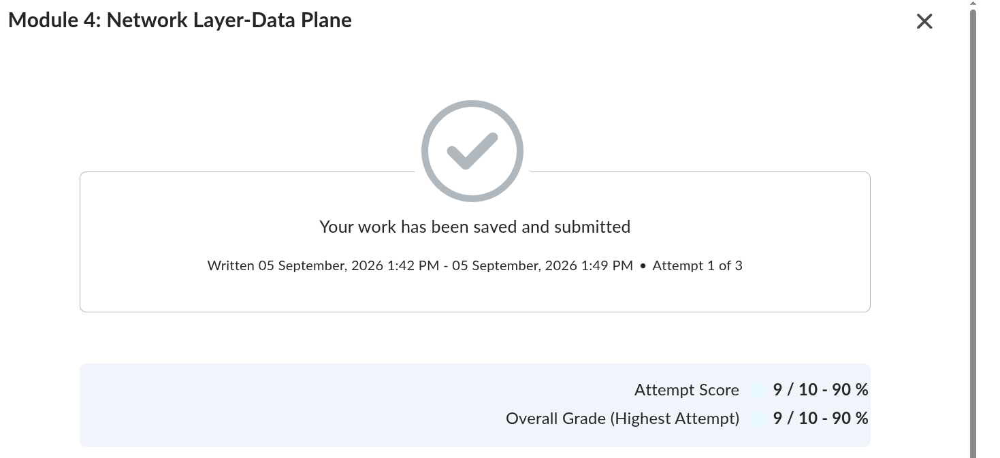 Module 4: Network Layer-Data Plane
Your work has been saved and submitted
Written 05 September, 2026 1:42 PM - 05 September, 2026 1:49 PM • Attempt 1 of 3
Attempt Score 9 / 10 - 90 %
Overall Grade (Highest Attempt) 9 / 10 - 90 %